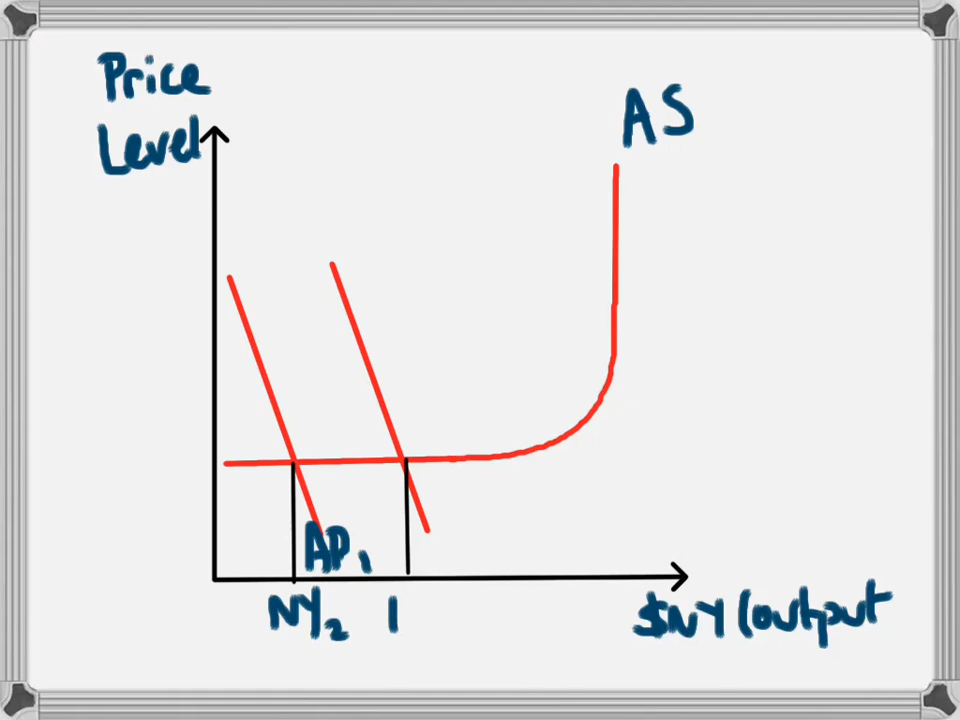 Price
Level
AS
AD1
NY2 1
$NY (output